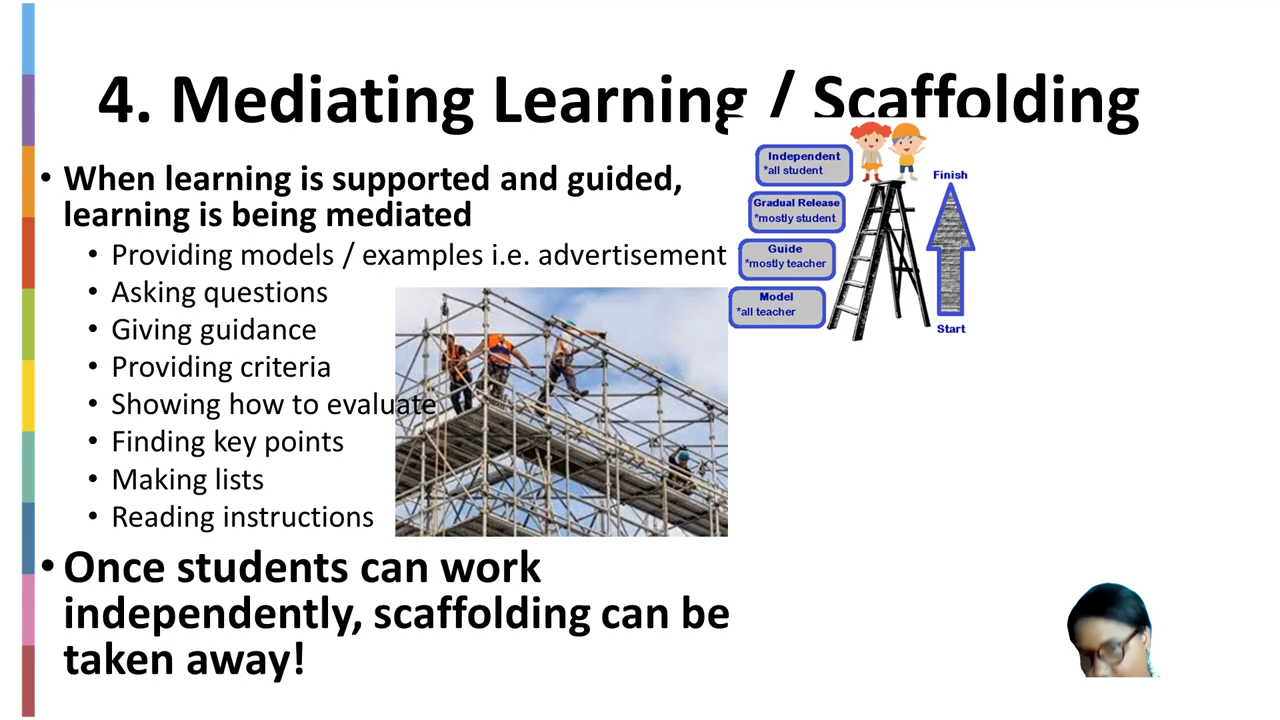 4. Mediating Learning / Scaffolding
• When learning is supported and guided,
learning is being mediated
• Providing models / examples i.e. advertisement
• Asking questions
• Giving guidance
• Providing criteria
• Showing how to evaluate
• Finding key points
• Making lists
• Reading instructions
• Once students can work
independently, scaffolding can be
taken away!
Independent
*all student
Gradual Release
*mostly student
Guide
*mostly teacher
Model
*all teacher
Finish
Start